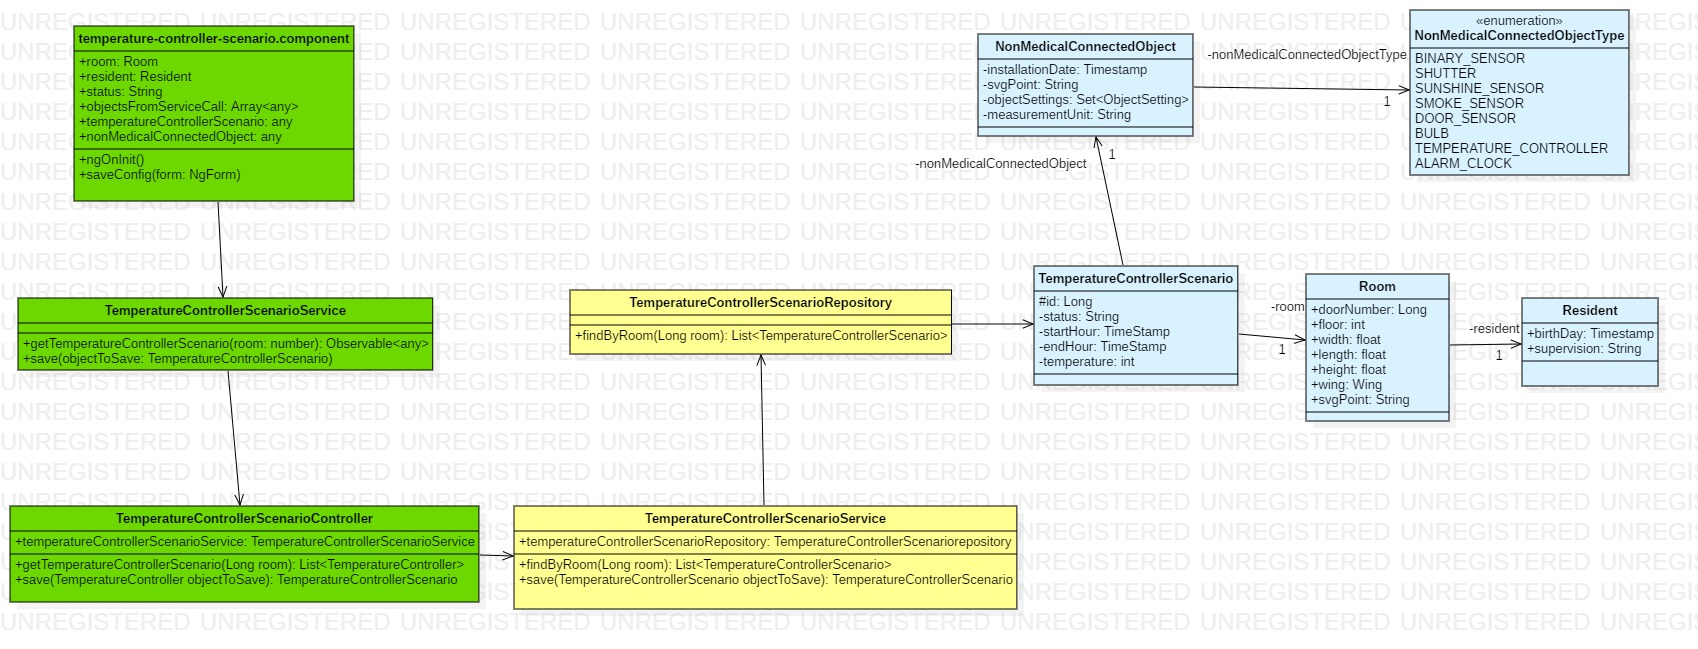 temperature-controller-scenario.component
+room: Room
+resident: Resident
+status: String
+objectsFromServiceCall: Array<any>
+temperatureControllerScenario: any
+nonMedicalConnectedObject: any
+ngOnInit()
+saveConfig(form: NgForm)
NonMedicalConnectedObject
-installationDate: Timestamp
-svgPoint: String
-objectSettings: Set<ObjectSetting>
-measurementUnit: String
-nonMedicalConnectedObjectType
1
«enumeration»
NonMedicalConnectedObjectType
BINARY_SENSOR
SHUTTER
SUNSHINE_SENSOR
SMOKE_SENSOR
DOOR_SENSOR
BULB
TEMPERATURE_CONTROLLER
ALARM_CLOCK
-nonMedicalConnectedObject
1
TemperatureControllerScenarioService
+getTemperatureControllerScenario(room: number): Observable<any>
+save(objectToSave: TemperatureControllerScenario)
TemperatureControllerScenarioRepository
+findByRoom(Long room): List<TemperatureControllerScenario>
TemperatureControllerScenario
#id: Long
-status: String
-startHour: TimeStamp
-endHour: TimeStamp
-temperature: int
-room
1
Room
+doorNumber: Long
+floor: int
+width: float
+length: float
+height: float
+wing: Wing
+svgPoint: String
-resident
1
Resident
+birthDay: Timestamp
+supervision: String
TemperatureControllerScenarioController
+temperatureControllerScenarioService: TemperatureControllerScenarioService
+getTemperatureControllerScenario(Long room): List<TemperatureController>
+save(TemperatureController objectToSave): TemperatureControllerScenario
TemperatureControllerScenarioService
+temperatureControllerScenarioRepository: TemperatureControllerScenariorepository
+findByRoom(Long room): List<TemperatureControllerScenario>
+save(TemperatureControllerScenario objectToSave): TemperatureControllerScenario
UNREGISTERED